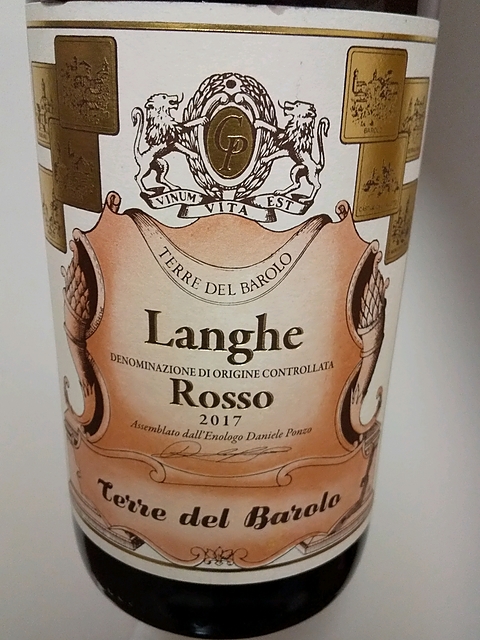 GP
VINUM VITA EST
TERRE DEL BAROLO
Langhe
DENOMINAZIONE DI ORIGINE CONTROLLATA
Rosso
2017
Assemblato dall'Enologo Daniele Ponzo
Terre del Barolo